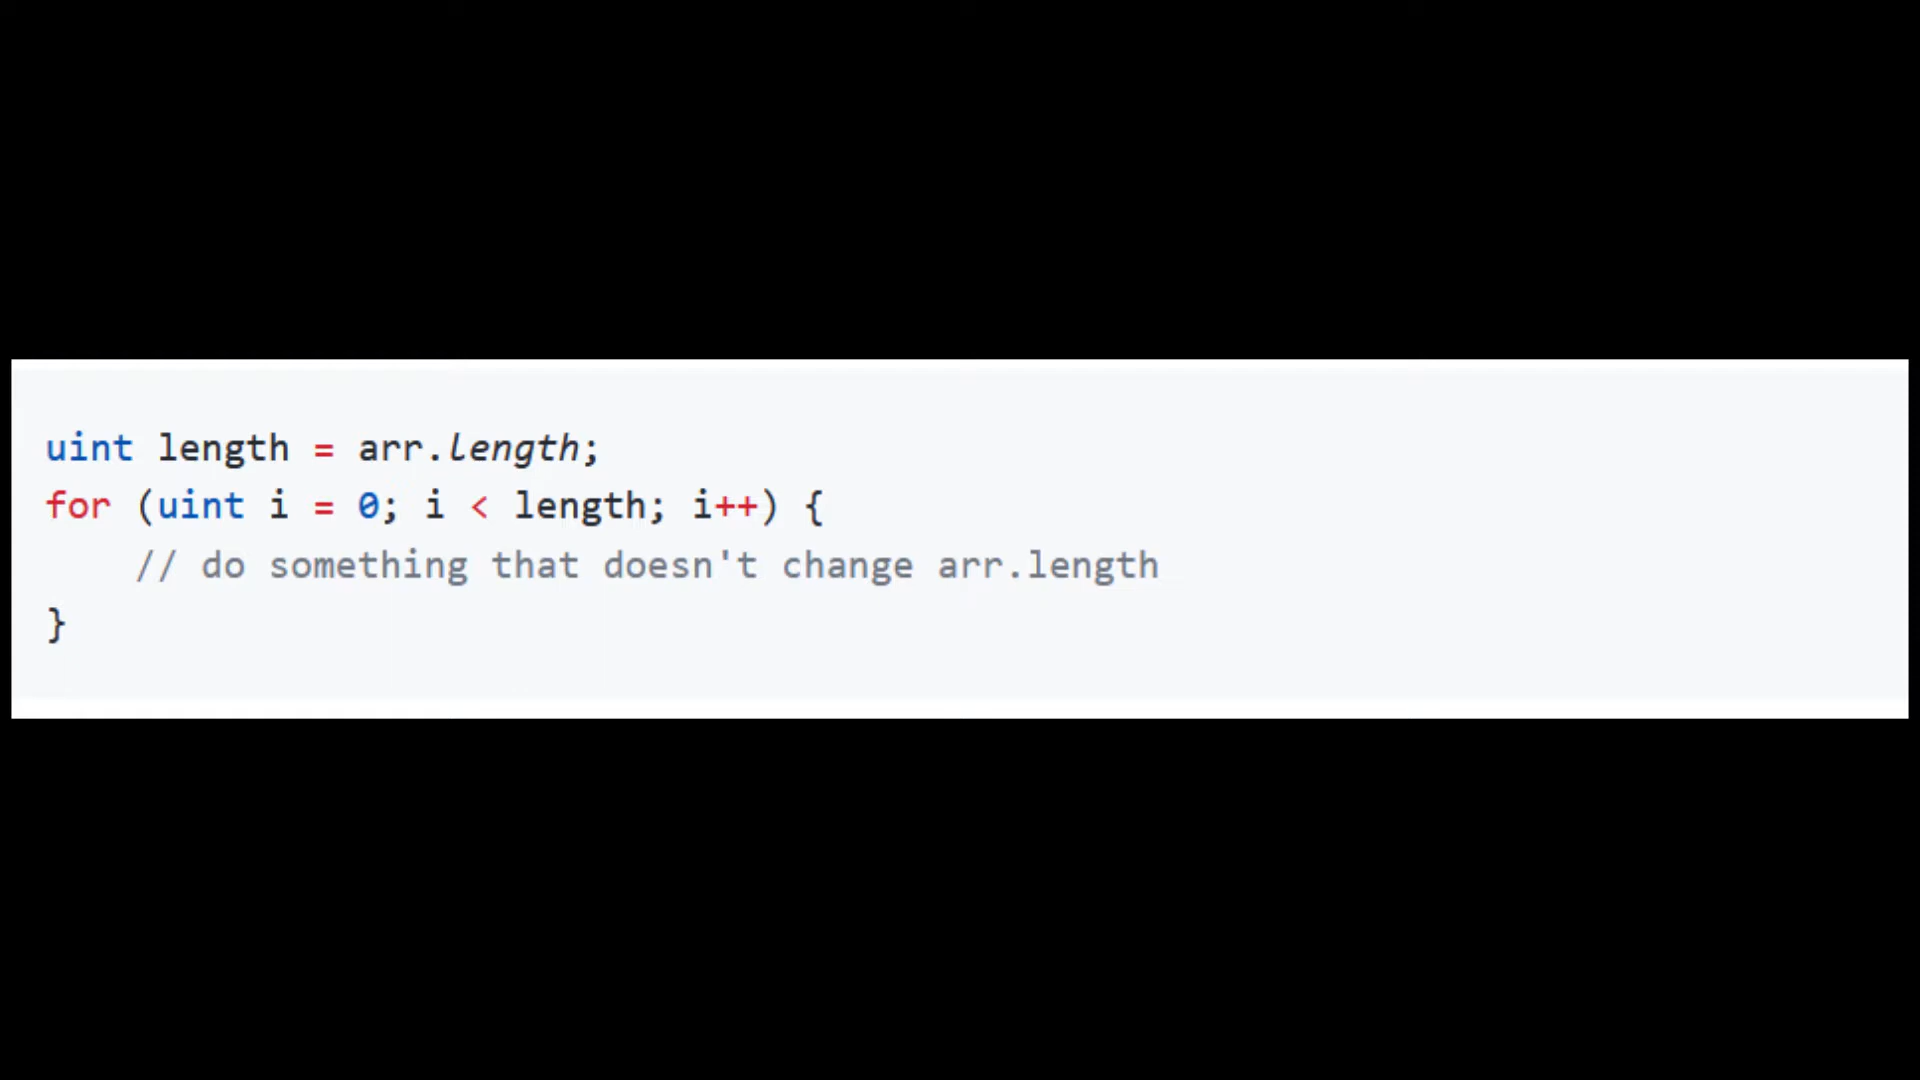 uint length = arr.length;
for (uint i = 0; i < length; i++) {
    // do something that doesn't change arr.length
}